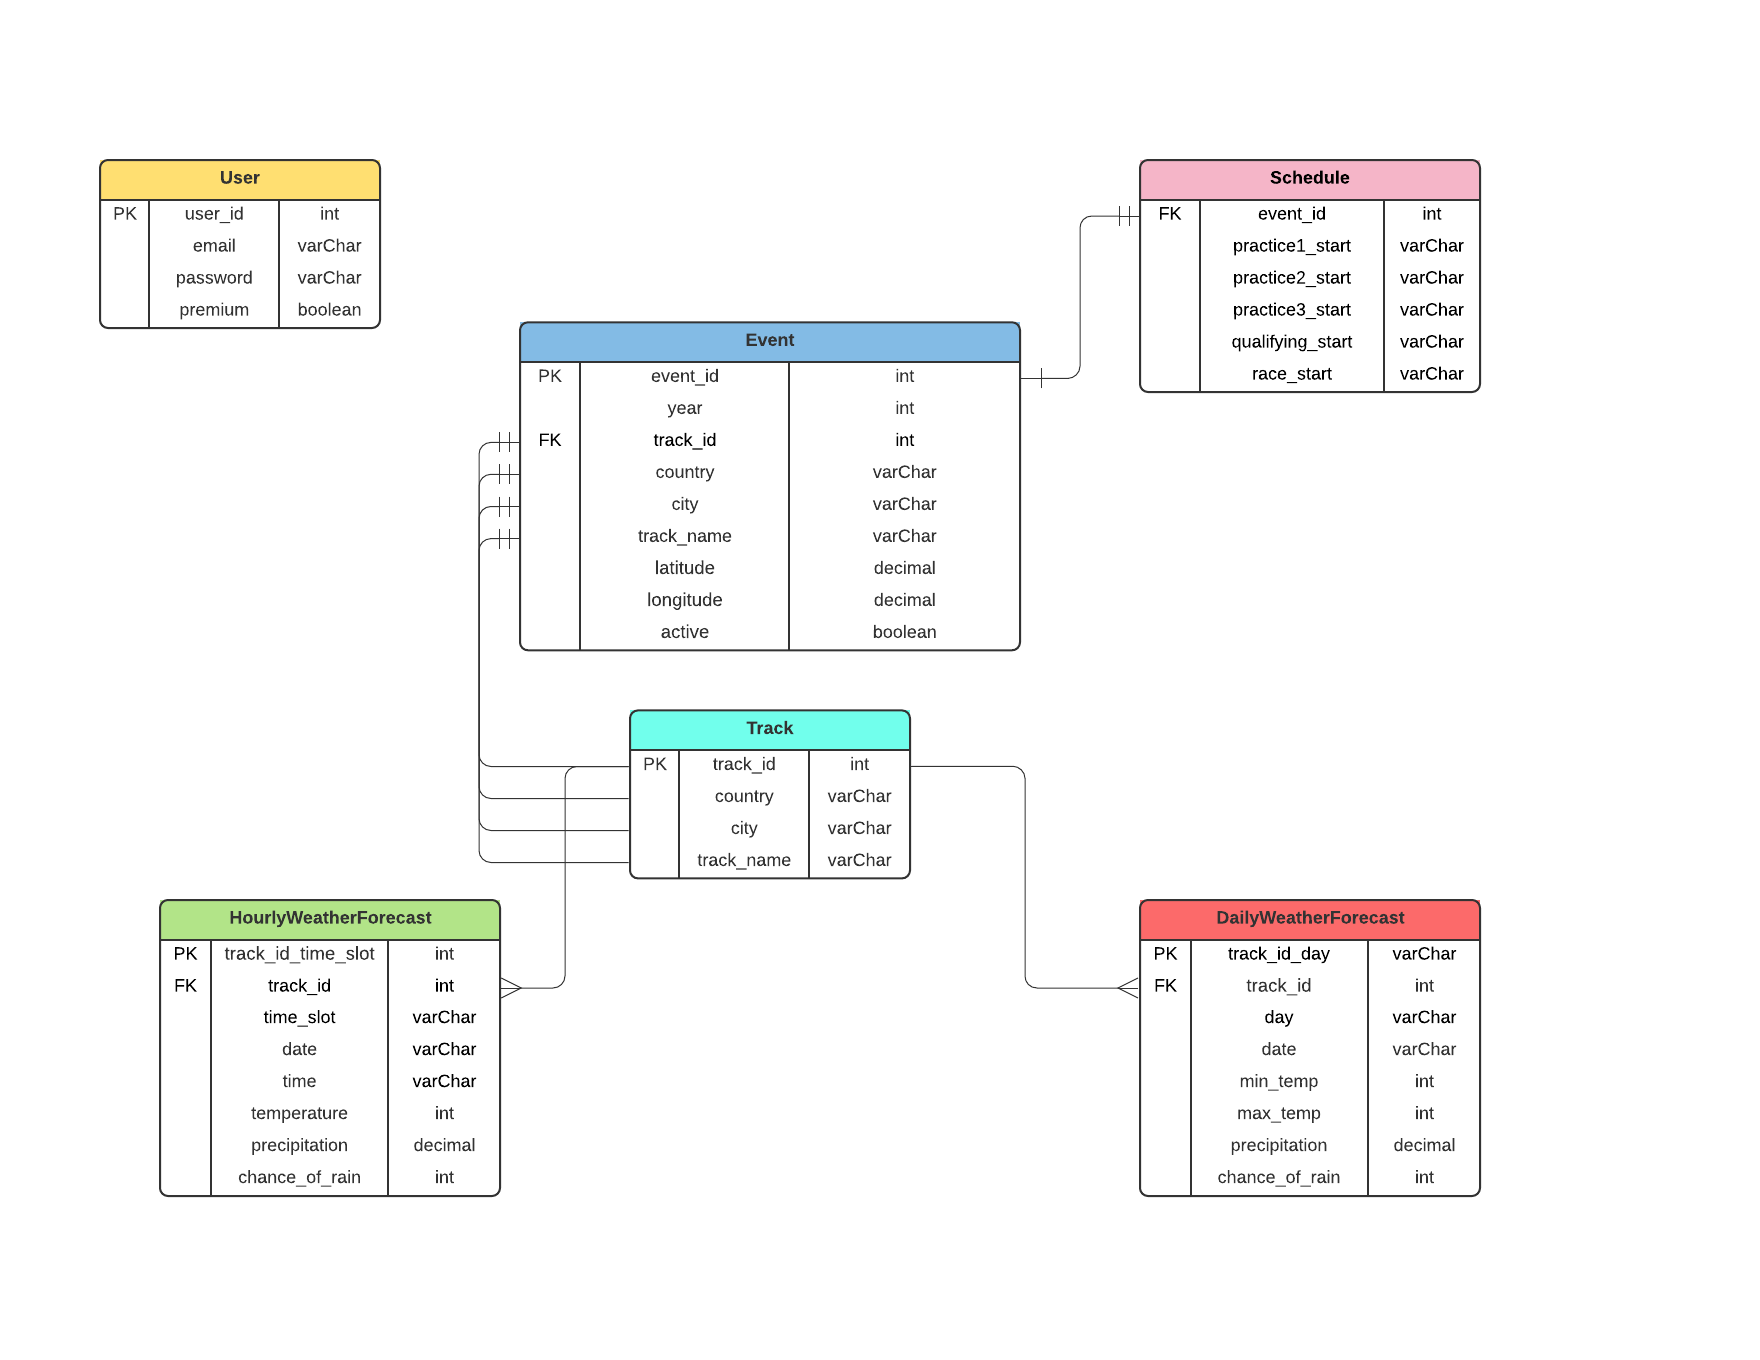 User
PK user_id int
email varChar
password varChar
premium boolean
Schedule
FK event_id int
practice1_start varChar
practice2_start varChar
practice3_start varChar
qualifying_start varChar
race_start varChar
Event
PK event_id int
year int
FK track_id int
country varChar
city varChar
track_name varChar
latitude decimal
longitude decimal
active boolean
Track
PK track_id int
country varChar
city varChar
track_name varChar
HourlyWeatherForecast
PK track_id_time_slot int
FK track_id int
time_slot varChar
date varChar
time varChar
temperature int
precipitation decimal
chance_of_rain int
DailyWeatherForecast
PK track_id_day varChar
FK track_id int
day varChar
date varChar
min_temp int
max_temp int
precipitation decimal
chance_of_rain int